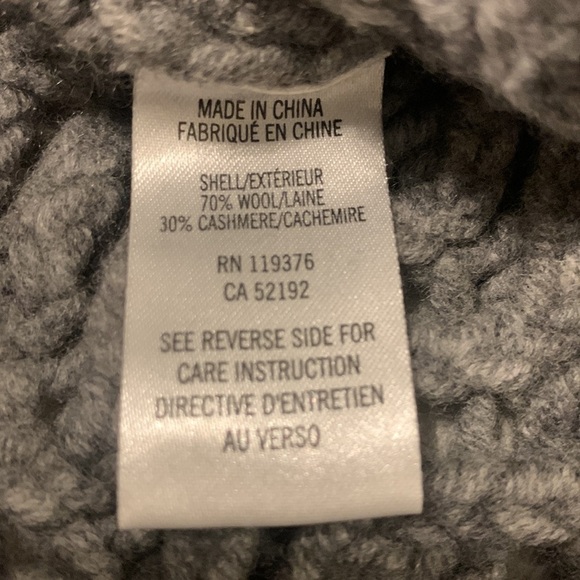 MADE IN CHINA
FABRIQUÉ EN CHINE
SHELL/EXTÉRIEUR
70% WOOL/LAINE
30% CASHMERE/CACHEMIRE
RN 119376
CA 52192
SEE REVERSE SIDE FOR
CARE INSTRUCTION
DIRECTIVE D'ENTRETIEN
AU VERSO